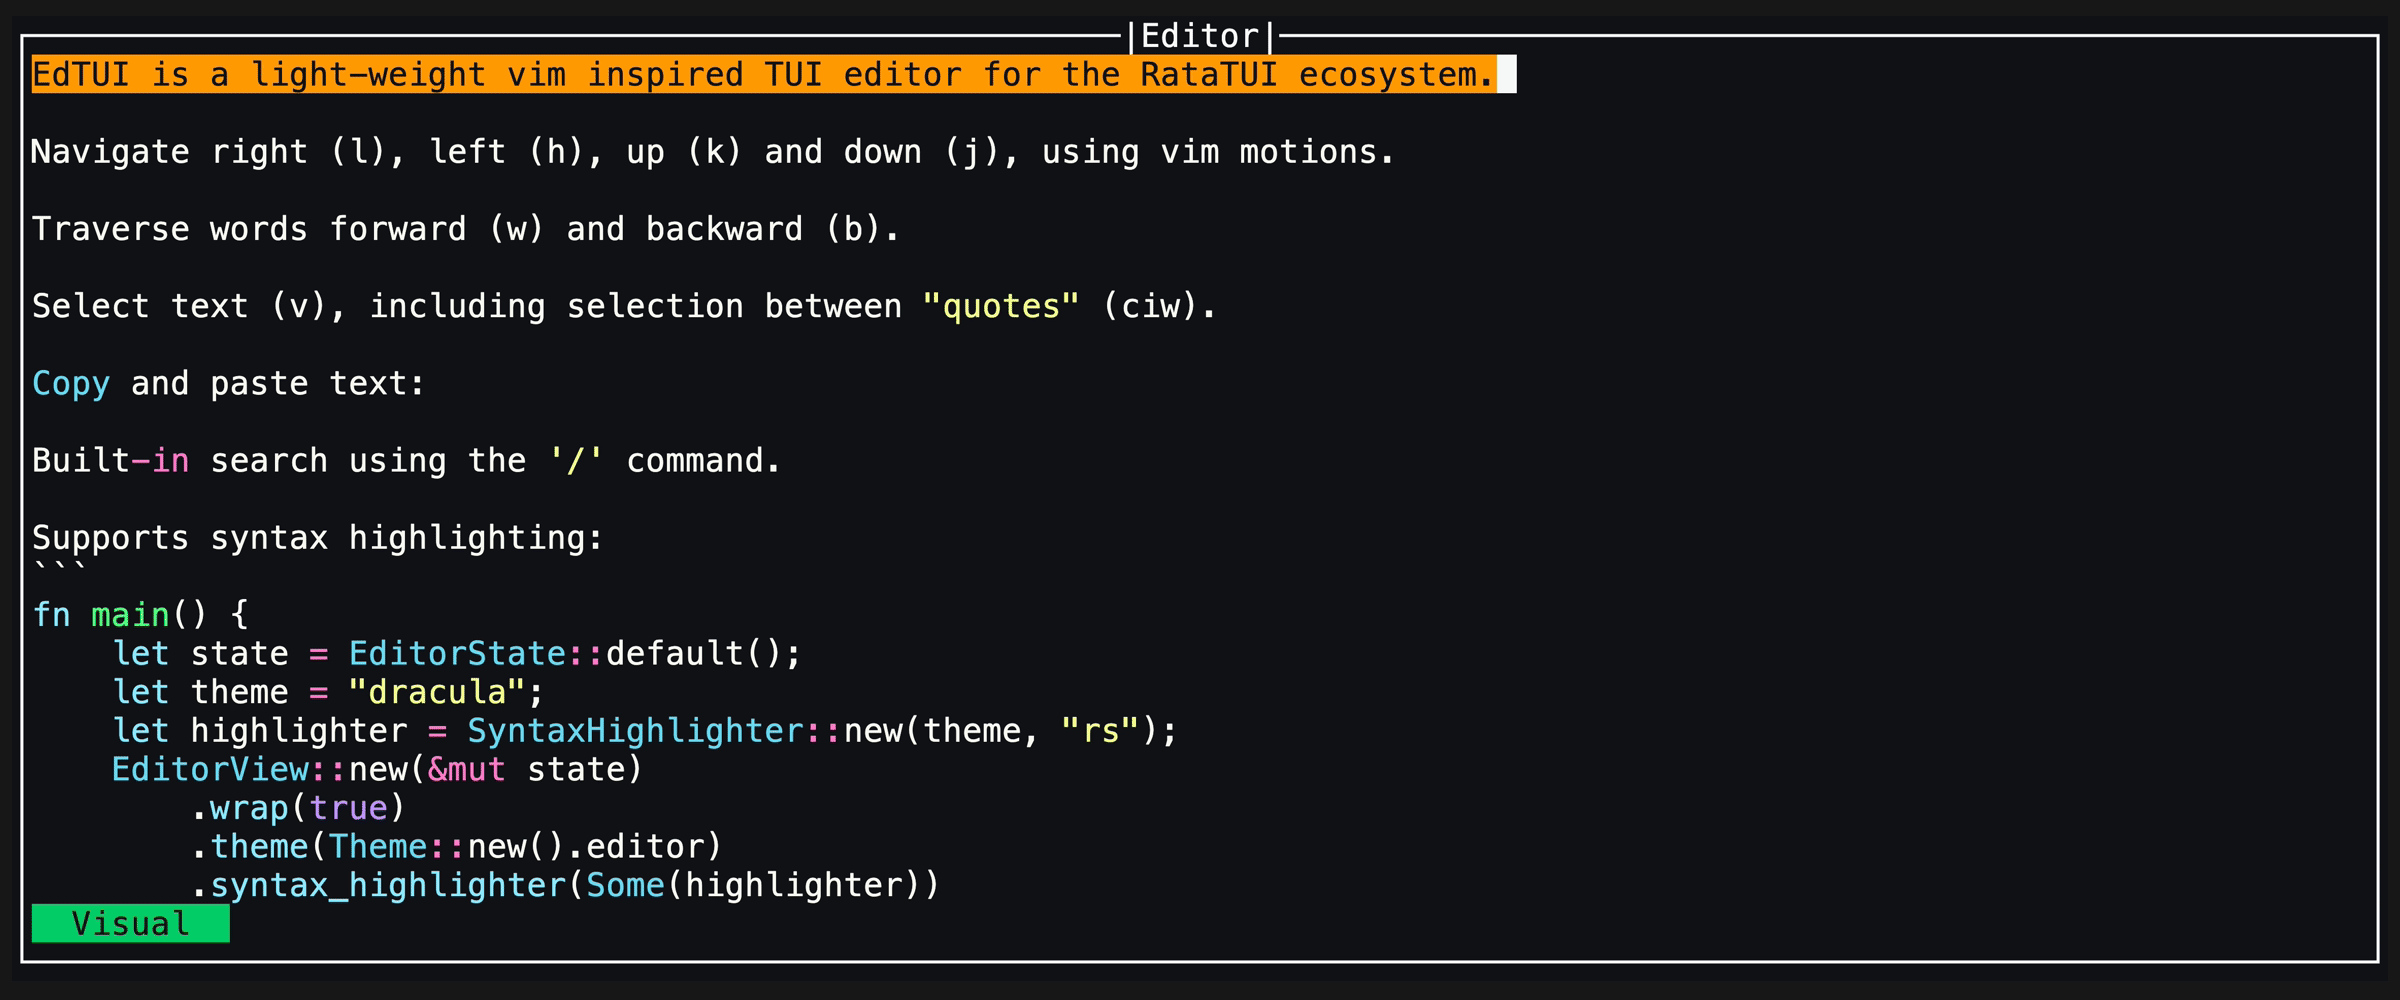 |Editor|
EdTUI is a light-weight vim inspired TUI editor for the RataTUI ecosystem.
Navigate right (l), left (h), up (k) and down (j), using vim motions.
Traverse words forward (w) and backward (b).
Select text (v), including selection between "quotes" (ciw).
Copy and paste text:
Built-in search using the '/' command.
Supports syntax highlighting:
```
fn main() {
    let state = EditorState::default();
    let theme = "dracula";
    let highlighter = SyntaxHighlighter::new(theme, "rs");
    EditorView::new(&mut state)
        .wrap(true)
        .theme(Theme::new().editor)
        .syntax_highlighter(Some(highlighter))
Visual